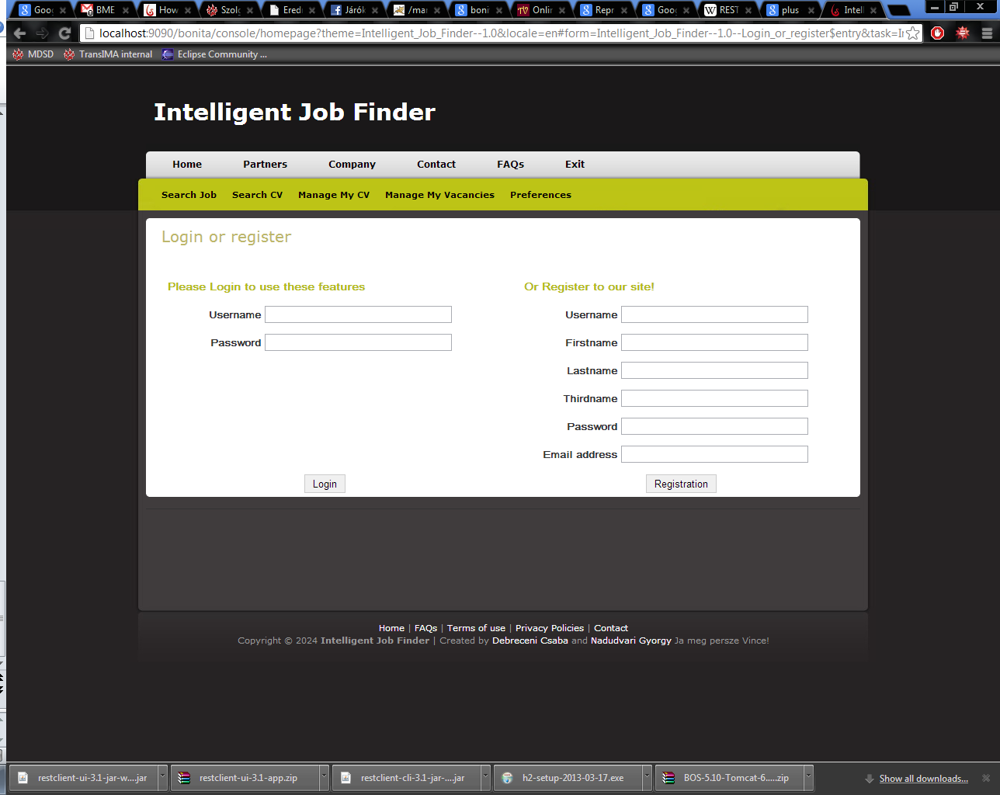 Goog
BME
How
Szolg
Ered
Járók
/mar
boni
Onlin
Repr
Goog
REST
plus
Intell
localhost:9090/bonita/console/homepage?theme=Intelligent_Job_Finder--1.0&locale=en#form=Intelligent_Job_Finder--1.0--Login_or_register$entry&task=I
MDSD TransIMA internal Eclipse Community ...
Intelligent Job Finder
Home Partners Company Contact FAQs Exit
Search Job Search CV Manage My CV Manage My Vacancies Preferences
Login or register
Please Login to use these features
Username
Password
Login
Or Register to our site!
Username
Firstname
Lastname
Thirdname
Password
Email address
Registration
Home | FAQs | Terms of use | Privacy Policies | Contact
Copyright © 2024 Intelligent Job Finder | Created by Debreceni Csaba and Nadudvari Gyorgy Ja meg persze Vince!
restclient-ui-3.1-jar-w....jar
restclient-ui-3.1-app.zip
restclient-cli-3.1-jar-....jar
h2-setup-2013-03-17.exe
BOS-5.10-Tomcat-6.....zip
Show all downloads...